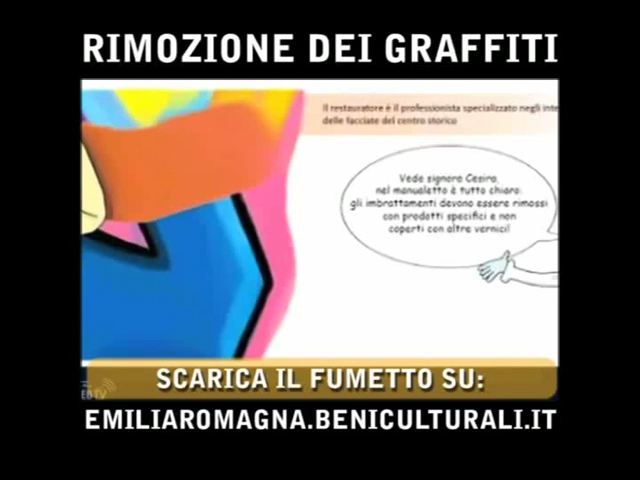 RIMOZIONE DEI GRAFFITI
Il restauratore è il professionista specializzato negli
delle facciate del centro storico
Vede signora Cesira,
nel manualetto è tutto chiaro:
gli imbrattamenti devono essere rimossi
con prodotti specifici e non
coperti con altre vernici!
SCARICA IL FUMETTO SU:
TV
EMILIAROMAGNA.BENICULTURALI.IT